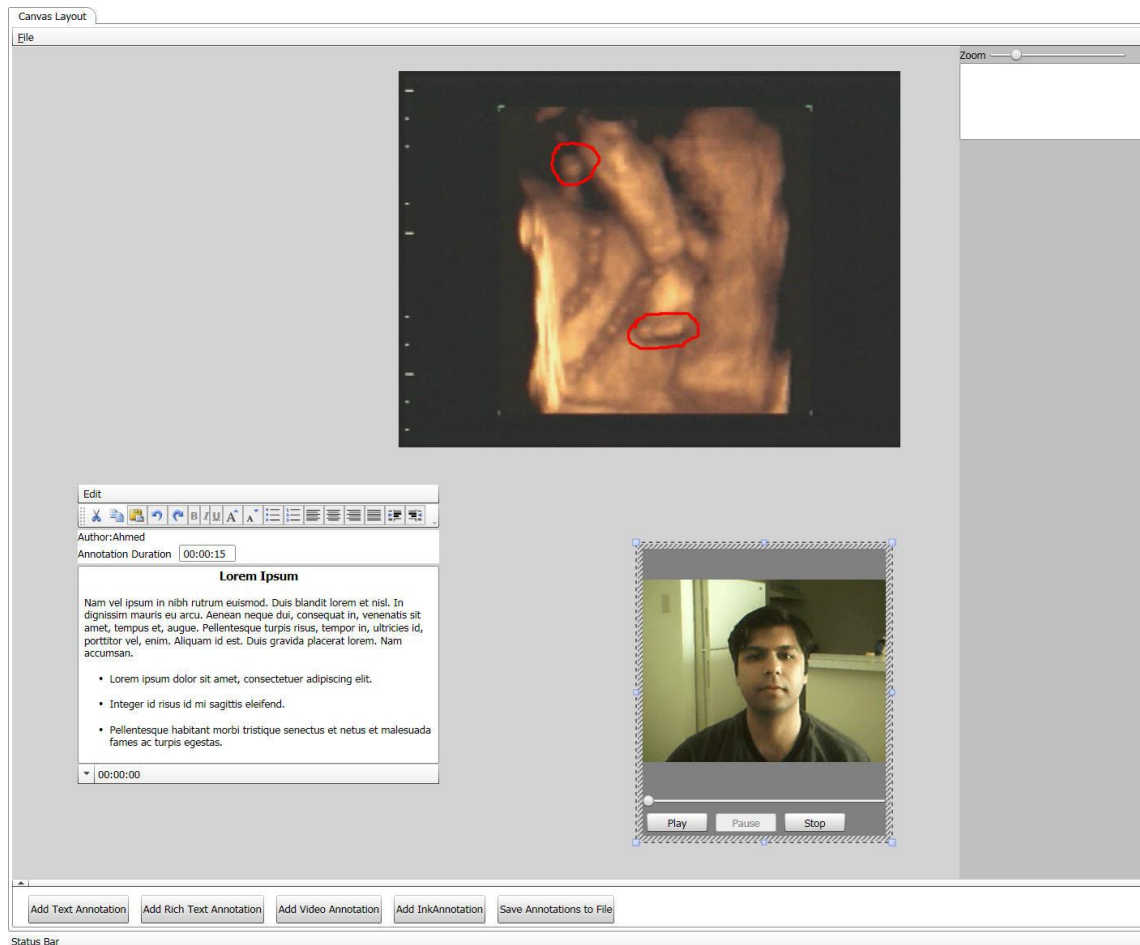 Canvas Layout
File
Zoom
Edit
B I U A A
Author:Ahmed
Annotation Duration 00:00:15
Lorem Ipsum
Nam vel ipsum in nibh rutrum euismod. Duis blandit lorem et nisl. In
dignissim mauris eu arcu. Aenean neque dui, consequat in, venenatis sit
amet, tempus et, augue. Pellentesque turpis risus, tempor in, ultricies id,
porttitor vel, enim. Aliquam id est. Duis gravida placerat lorem. Nam
accumsan.
• Lorem ipsum dolor sit amet, consectetuer adipiscing elit.
• Integer id risus id mi sagittis eleifend.
• Pellentesque habitant morbi tristique senectus et netus et malesuada
fames ac turpis egestas.
00:00:00
Play Pause Stop
Add Text Annotation Add Rich Text Annotation Add Video Annotation Add InkAnnotation Save Annotations to File
Status Bar